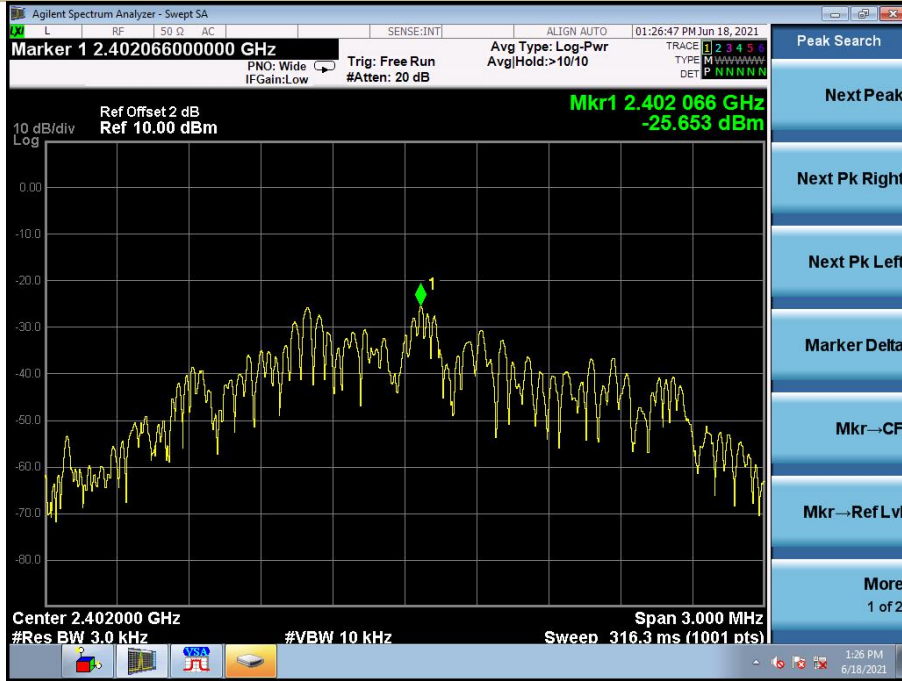 Agilent Spectrum Analyzer - Swept SA
LXI L RF 50 Ω AC SENSE:INT ALIGN AUTO 01:26:47 PM Jun 18, 2021
Marker 1 2.402066000000 GHz
PNO: Wide
IFGain:Low
Trig: Free Run
#Atten: 20 dB
Avg Type: Log-Pwr
Avg|Hold:>10/10
TRACE 1 2 3 4 5 6
TYPE M WWWWW
DET P N N N N N
Peak Search
Mkr1 2.402 066 GHz
-25.653 dBm
Ref Offset 2 dB
10 dB/div Ref 10.00 dBm
Log
0.00
-10.0
-20.0
-30.0
-40.0
-50.0
-60.0
-70.0
-80.0
1
Center 2.402000 GHz Span 3.000 MHz
#Res BW 3.0 kHz #VBW 10 kHz Sweep 316.3 ms (1001 pts)
Next Peak
Next Pk Right
Next Pk Left
Marker Delta
Mkr→CF
Mkr→Ref Lvl
More
1 of 2
VSA
1:26 PM
6/18/2021